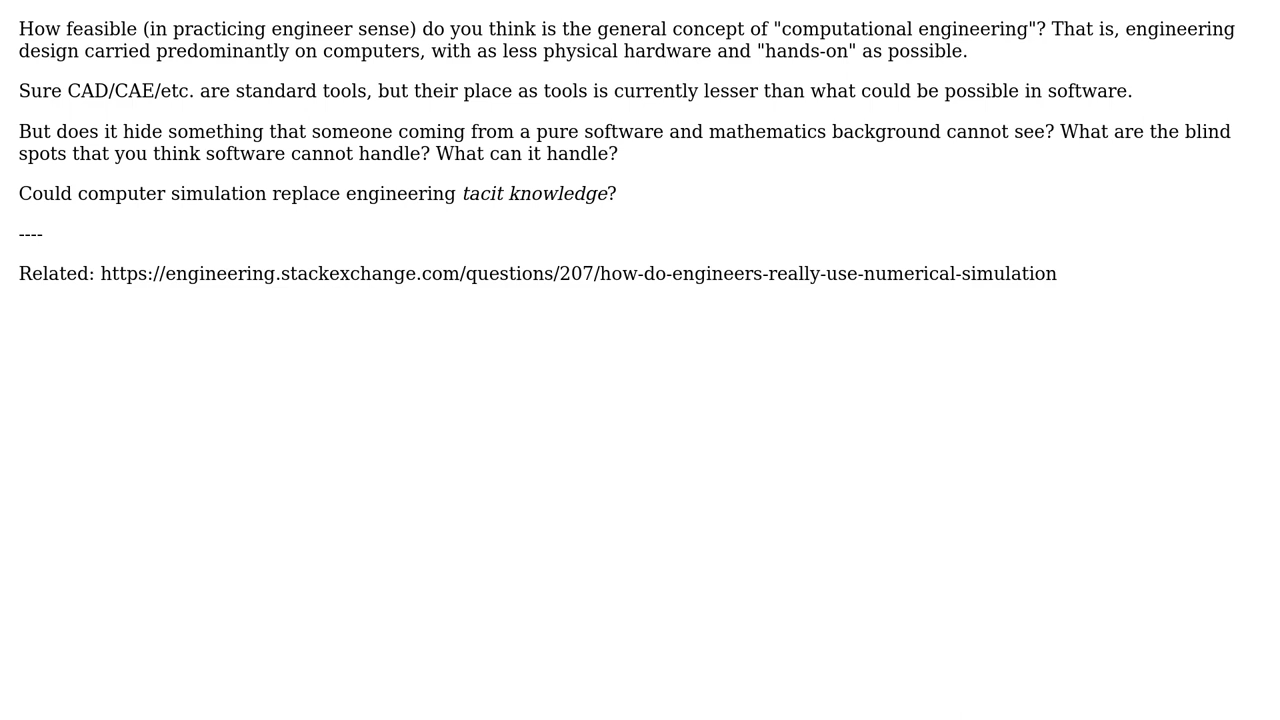 How feasible (in practicing engineer sense) do you think is the general concept of "computational engineering"? That is, engineering
design carried predominantly on computers, with as less physical hardware and "hands-on" as possible.
Sure CAD/CAE/etc. are standard tools, but their place as tools is currently lesser than what could be possible in software.
But does it hide something that someone coming from a pure software and mathematics background cannot see? What are the blind
spots that you think software cannot handle? What can it handle?
Could computer simulation replace engineering tacit knowledge?
----
Related: https://engineering.stackexchange.com/questions/207/how-do-engineers-really-use-numerical-simulation